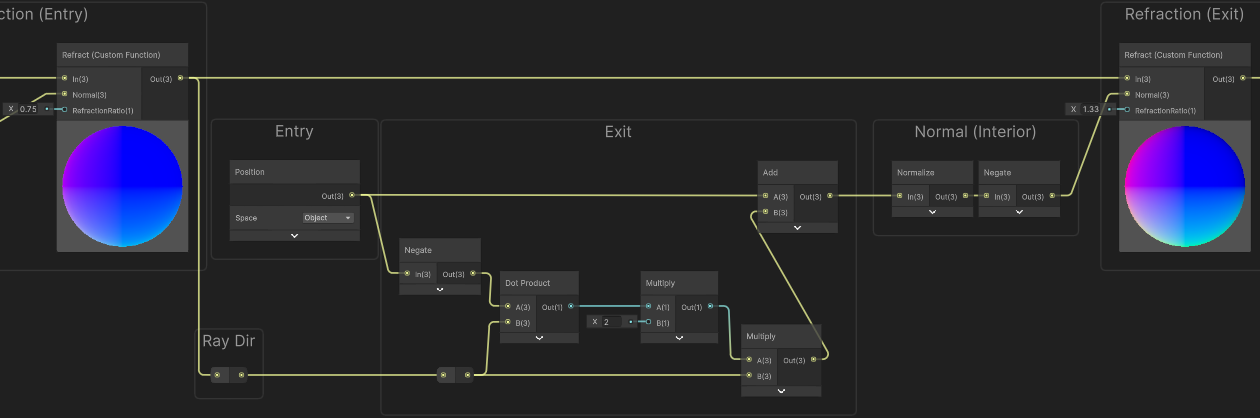 ction (Entry)
Refract (Custom Function)
In(3)
Out(3)
Normal(3)
X 0.75
RefractionRatio(1)
Entry
Position
Out(3)
Space
Object
Ray Dir
Exit
Negate
In(3)
Out(3)
Dot Product
A(3)
Out(1)
B(3)
Multiply
A(1)
Out(1)
X 2
B(1)
Multiply
A(3)
Out(3)
B(3)
Add
A(3)
Out(3)
B(3)
Normal (Interior)
Normalize
In(3)
Out(3)
Negate
In(3)
Out(3)
Refraction (Exit)
Refract (Custom Function)
In(3)
Out(3)
Normal(3)
X 1.33
RefractionRatio(1)